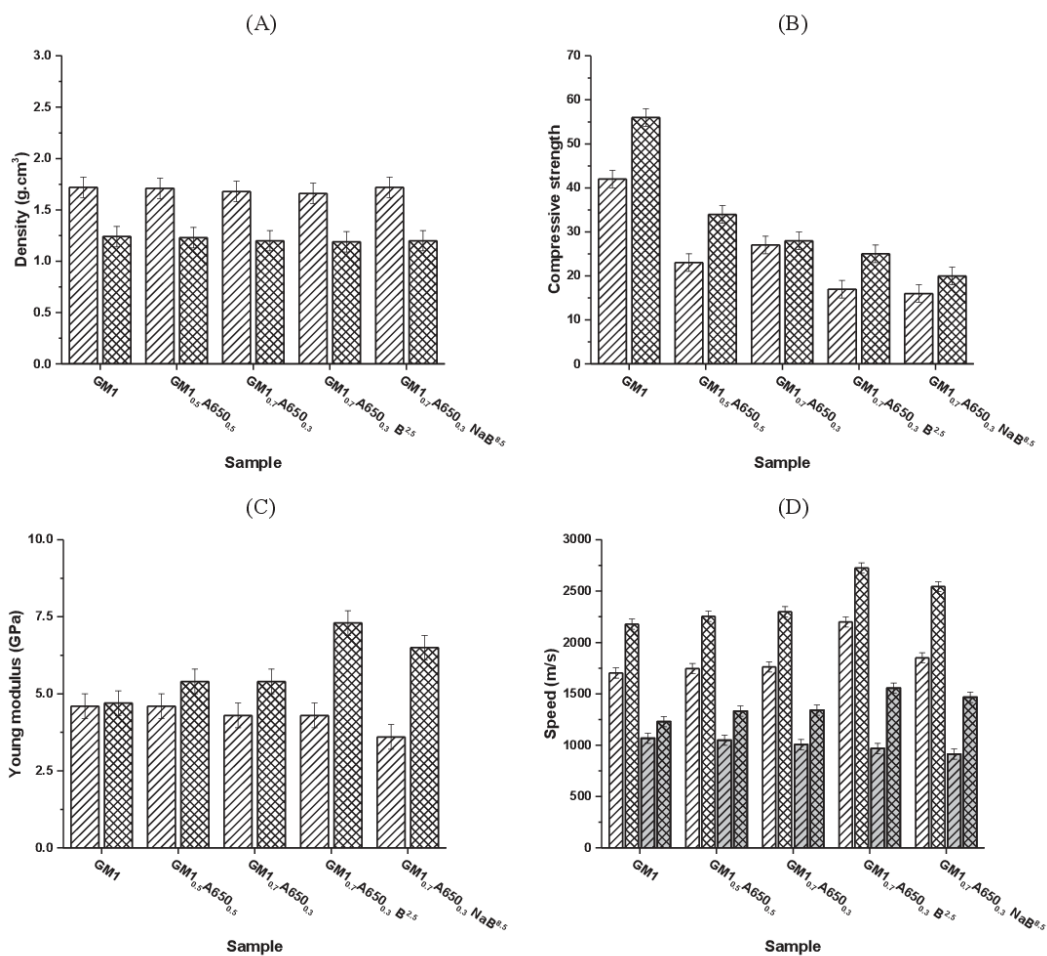 (A)
3.0
2.5
2.0
1.5
1.0
0.5
0.0
Density (g.cm³)
GM1
GM1₀.₅A650₀.₅
GM1₀.₇A650₀.₃
GM1₀.₇A650₀.₃ B²·⁵
GM1₀.₇A650₀.₃ NaB⁸·⁵
Sample
(B)
70
60
50
40
30
20
10
0
Compressive strength
GM1
GM1₀.₅A650₀.₅
GM1₀.₇A650₀.₃
GM1₀.₇A650₀.₃ B²·⁵
GM1₀.₇A650₀.₃ NaB⁸·⁵
Sample
(C)
10.0
7.5
5.0
2.5
0.0
Young modulus (GPa)
GM1
GM1₀.₅A650₀.₅
GM1₀.₇A650₀.₃
GM1₀.₇A650₀.₃ B²·⁵
GM1₀.₇A650₀.₃ NaB⁸·⁵
Sample
(D)
3000
2500
2000
1500
1000
500
0
Speed (m/s)
GM1
GM1₀.₅A650₀.₅
GM1₀.₇A650₀.₃
GM1₀.₇A650₀.₃ B²·⁵
GM1₀.₇A650₀.₃ NaB⁸·⁵
Sample